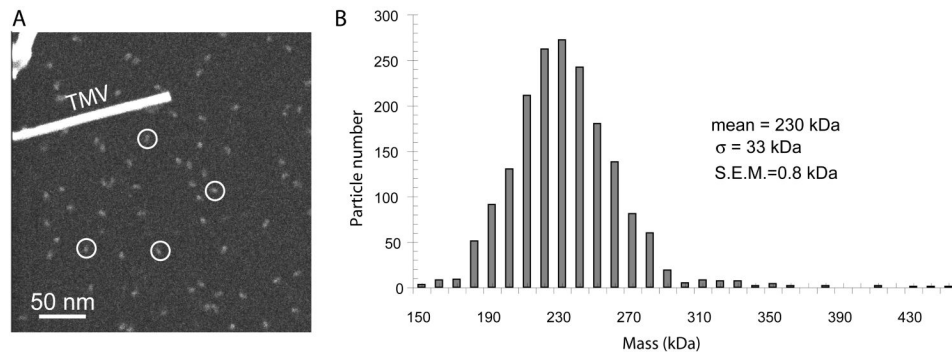 A
TMV
50 nm
B
Particle number
300
250
200
150
100
50
0
mean = 230 kDa
σ = 33 kDa
S.E.M.=0.8 kDa
150 190 230 270 310 350 390 430
Mass (kDa)